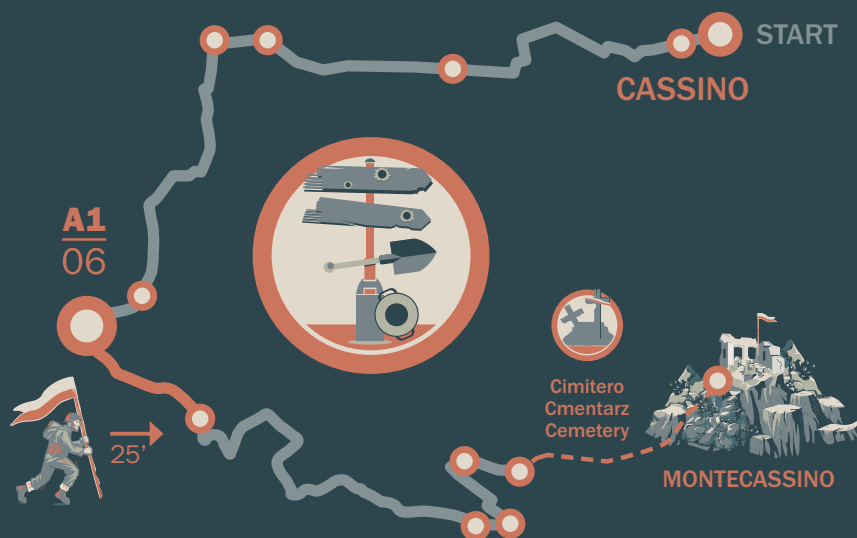 START
CASSINO
A1
06
25’
Cimitero
Cmentarz
Cemetery
MONTECASSINO